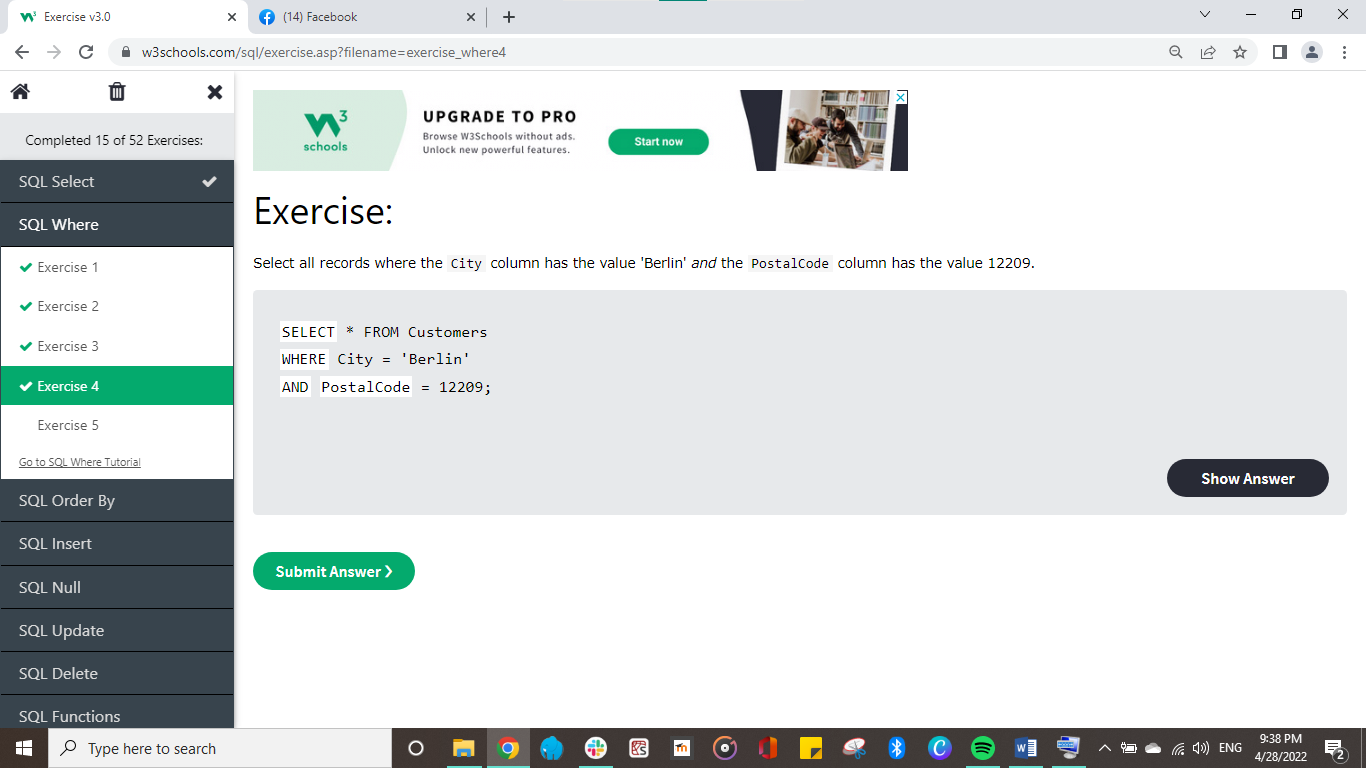 Exercise v3.0
(14) Facebook
w3schools.com/sql/exercise.asp?filename=exercise_where4
Completed 15 of 52 Exercises:
SQL Select
SQL Where
Exercise 1
Exercise 2
Exercise 3
Exercise 4
Exercise 5
Go to SQL Where Tutorial
SQL Order By
SQL Insert
SQL Null
SQL Update
SQL Delete
SQL Functions
W3
schools
UPGRADE TO PRO
Browse W3Schools without ads.
Unlock new powerful features.
Start now
Exercise:
Select all records where the City column has the value 'Berlin' and the PostalCode column has the value 12209.
SELECT * FROM Customers
WHERE City = 'Berlin'
AND PostalCode = 12209;
Show Answer
Submit Answer ❯
Type here to search
ENG
9:38 PM
4/28/2022
2